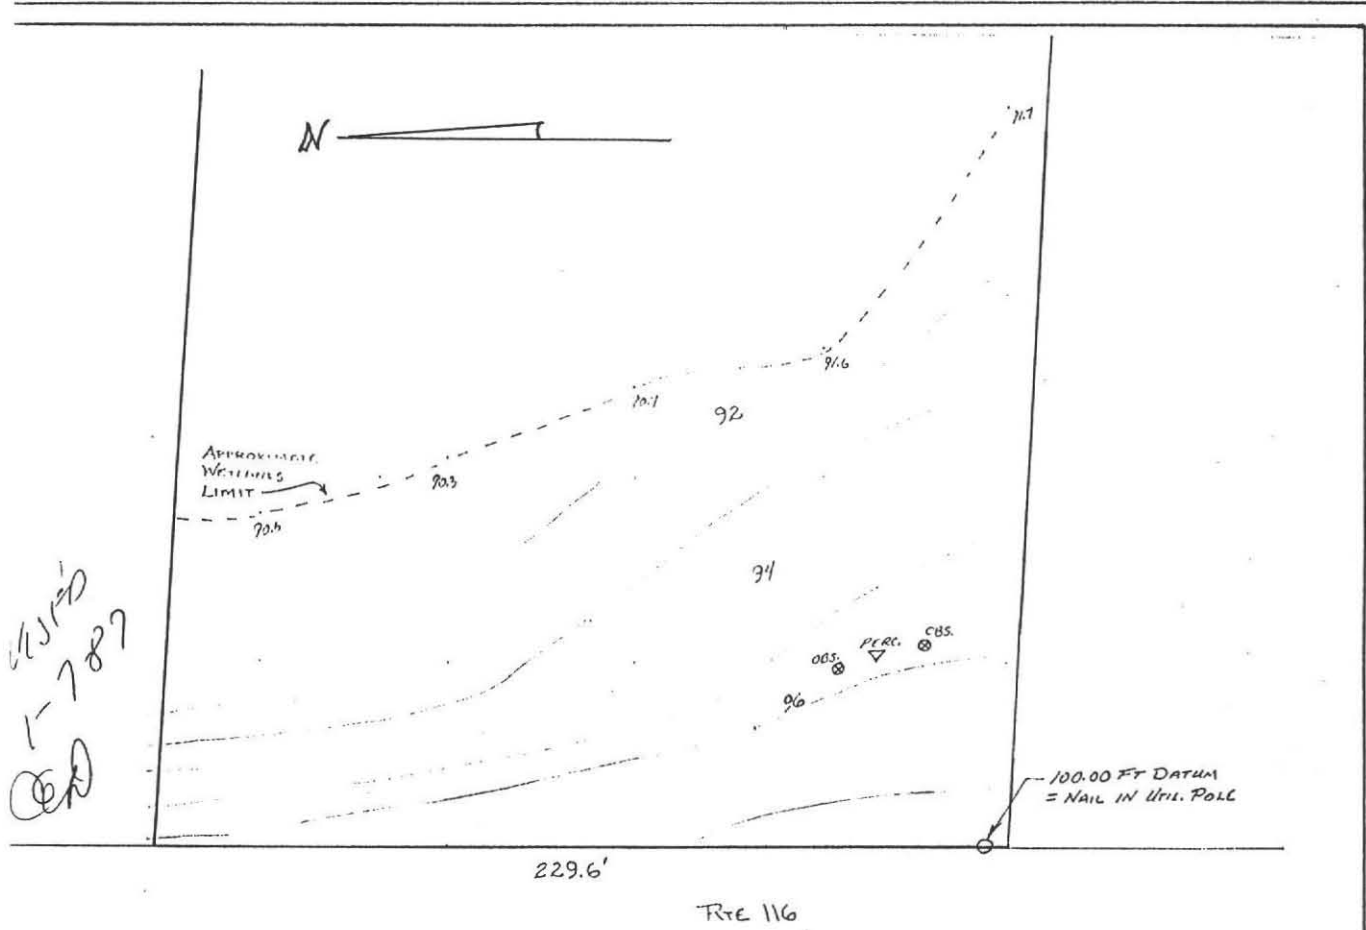 N
91.7
91.6
90.7
92
APPROXIMATE
WETLANDS
LIMIT
90.3
90.5
94
OBS.
PERC.
OBS.
96
100.00 FT DATUM
= NAIL IN UTIL. POLE
229.6'
RTE 116